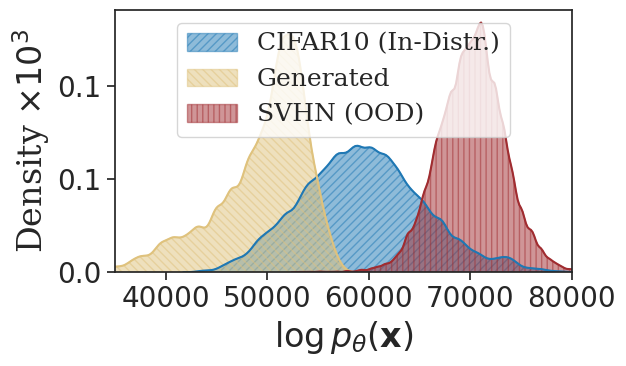 CIFAR10 (In-Distr.)
Generated
SVHN (OOD)
Density ×10³
0.1
0.1
0.0
40000 50000 60000 70000 80000
log pθ(x)